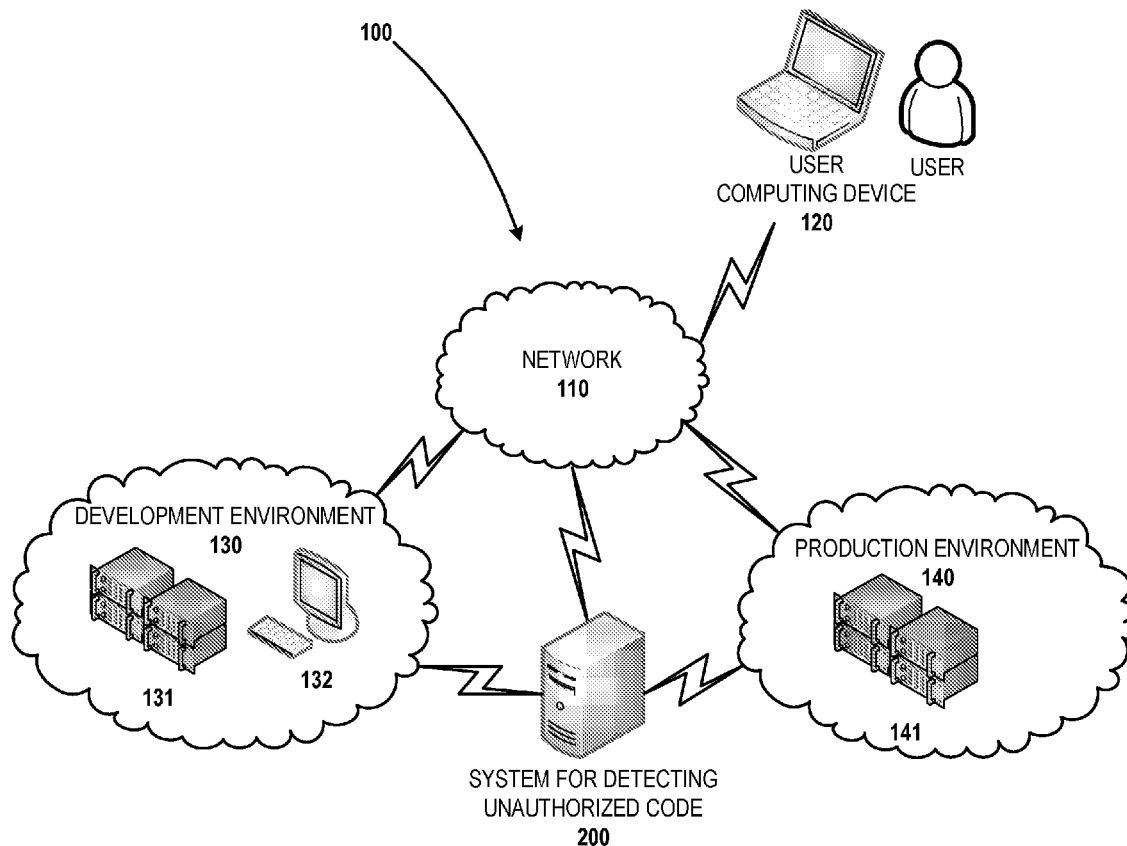 100
USER
COMPUTING DEVICE
120
USER
NETWORK
110
DEVELOPMENT ENVIRONMENT
130
131
132
PRODUCTION ENVIRONMENT
140
141
SYSTEM FOR DETECTING
UNAUTHORIZED CODE
200